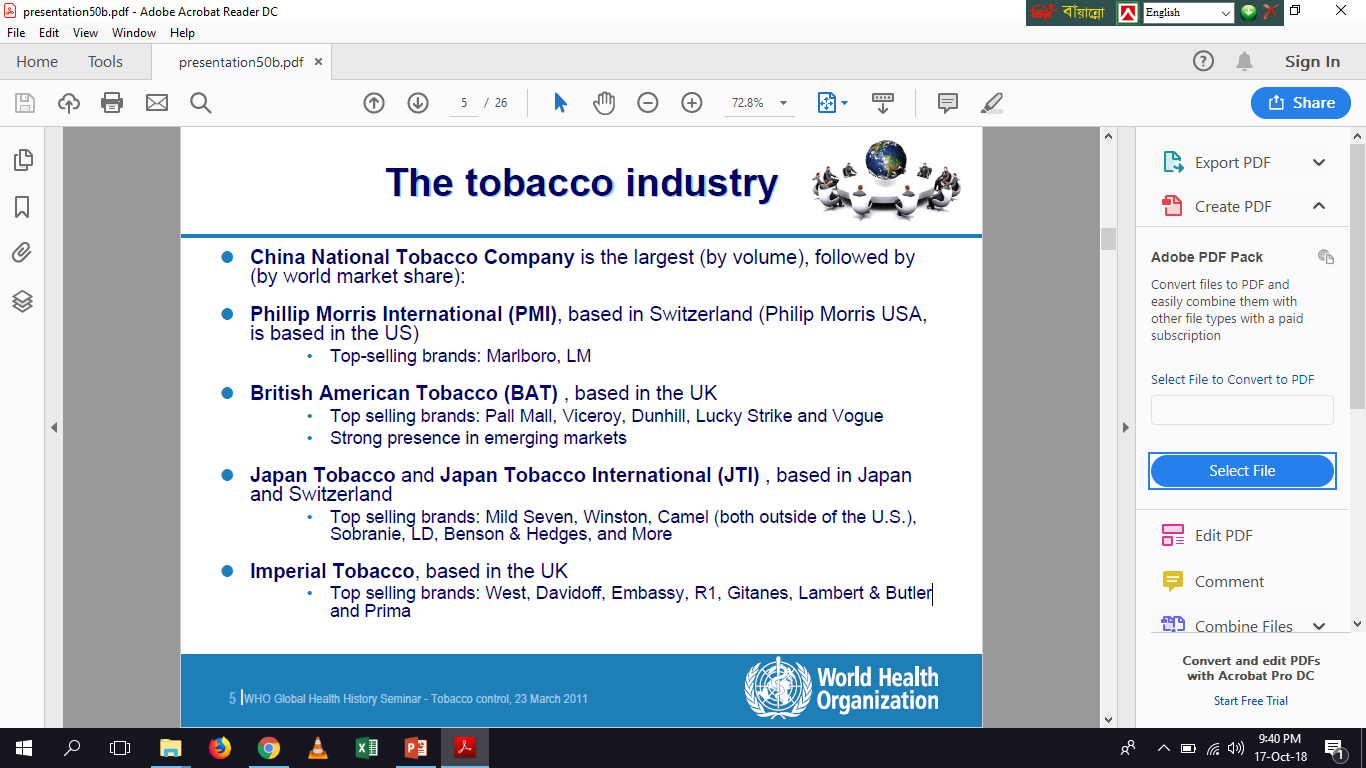 presentation50b.pdf - Adobe Acrobat Reader DC
বায়ান্নো
English
File Edit View Window Help
Home Tools presentation50b.pdf × Sign In
5 / 26 72.8% Share
The tobacco industry
China National Tobacco Company is the largest (by volume), followed by
(by world market share):
Phillip Morris International (PMI), based in Switzerland (Philip Morris USA,
is based in the US)
Top-selling brands: Marlboro, LM
British American Tobacco (BAT) , based in the UK
Top selling brands: Pall Mall, Viceroy, Dunhill, Lucky Strike and Vogue
Strong presence in emerging markets
Japan Tobacco and Japan Tobacco International (JTI) , based in Japan
and Switzerland
Top selling brands: Mild Seven, Winston, Camel (both outside of the U.S.),
Sobranie, LD, Benson & Hedges, and More
Imperial Tobacco, based in the UK
Top selling brands: West, Davidoff, Embassy, R1, Gitanes, Lambert & Butler
and Prima
5 | WHO Global Health History Seminar - Tobacco control, 23 March 2011
World Health
Organization
Export PDF
Create PDF
Adobe PDF Pack
Convert files to PDF and
easily combine them with
other file types with a paid
subscription
Select File to Convert to PDF
Select File
Edit PDF
Comment
Combine Files
Convert and edit PDFs
with Acrobat Pro DC
Start Free Trial
9:40 PM
17-Oct-18
1